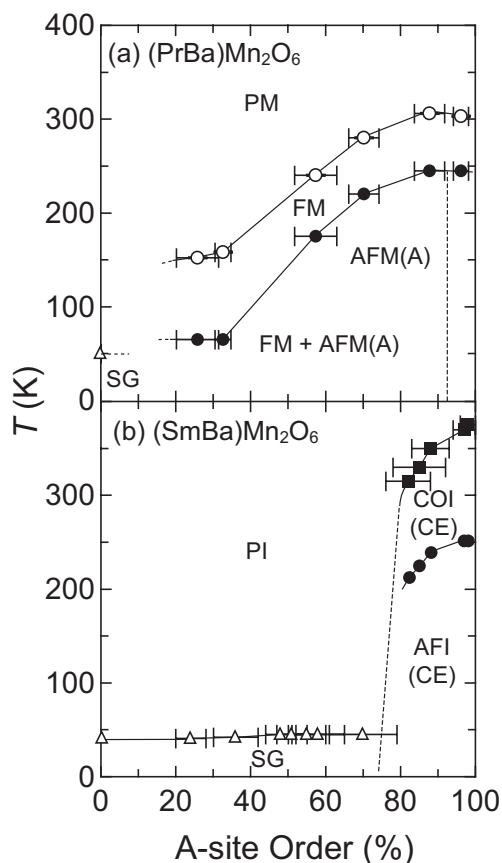 400
(a) (PrBa)Mn2O6
PM
300
FM
200
AFM(A)
100
FM + AFM(A)
SG
0
T (K)
(b) (SmBa)Mn2O6
300
COI
(CE)
PI
200
AFI
(CE)
100
SG
0
0 20 40 60 80 100
A-site Order (%)